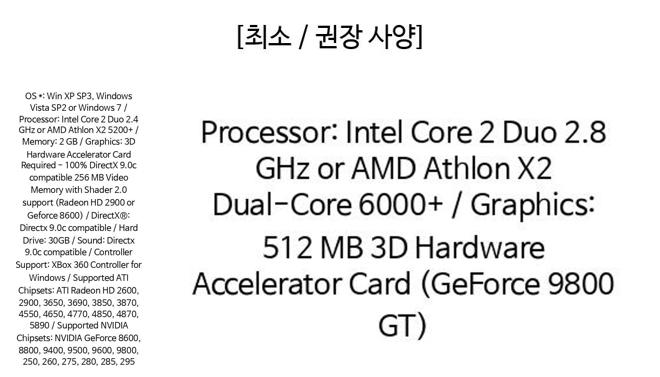 [최소 / 권장 사양]
OS *: Win XP SP3, Windows
Vista SP2 or Windows 7 /
Processor: Intel Core 2 Duo 2.4
GHz or AMD Athlon X2 5200+ /
Memory: 2 GB / Graphics: 3D
Hardware Accelerator Card
Required - 100% DirectX 9.0c
compatible 256 MB Video
Memory with Shader 2.0
support (Radeon HD 2900 or
Geforce 8600) / DirectX®:
Directx 9.0c compatible / Hard
Drive: 30GB / Sound: Directx
9.0c compatible / Controller
Support: XBox 360 Controller for
Windows / Supported ATI
Chipsets: ATI Radeon HD 2600,
2900, 3650, 3690, 3850, 3870,
4550, 4650, 4770, 4850, 4870,
5890 / Supported NVIDIA
Chipsets: NVIDIA GeForce 8600,
8800, 9400, 9500, 9600, 9800,
250, 260, 275, 280, 285, 295
Processor: Intel Core 2 Duo 2.8
GHz or AMD Athlon X2
Dual-Core 6000+ / Graphics:
512 MB 3D Hardware
Accelerator Card (GeForce 9800
GT)